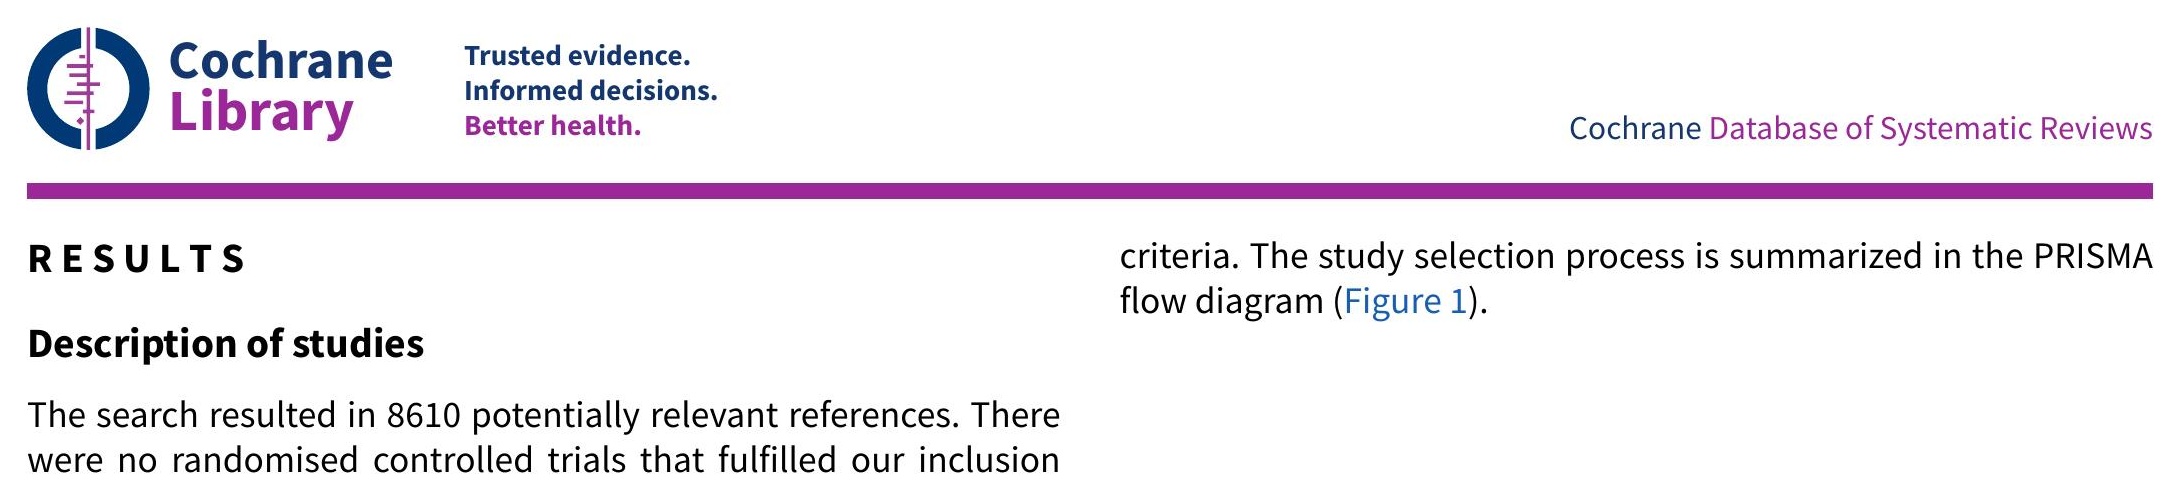 Cochrane
Library
Trusted evidence.
Informed decisions.
Better health.
Cochrane Database of Systematic Reviews
RESULTS
Description of studies
The search resulted in 8610 potentially relevant references. There
were no randomised controlled trials that fulfilled our inclusion
criteria. The study selection process is summarized in the PRISMA
flow diagram (Figure 1).